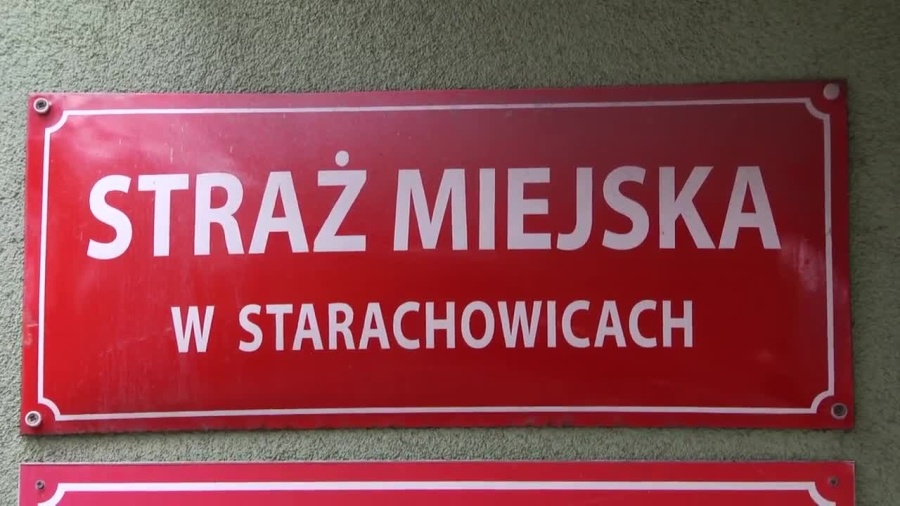 STRAŻ MIEJSKA
W STARACHOWICACH